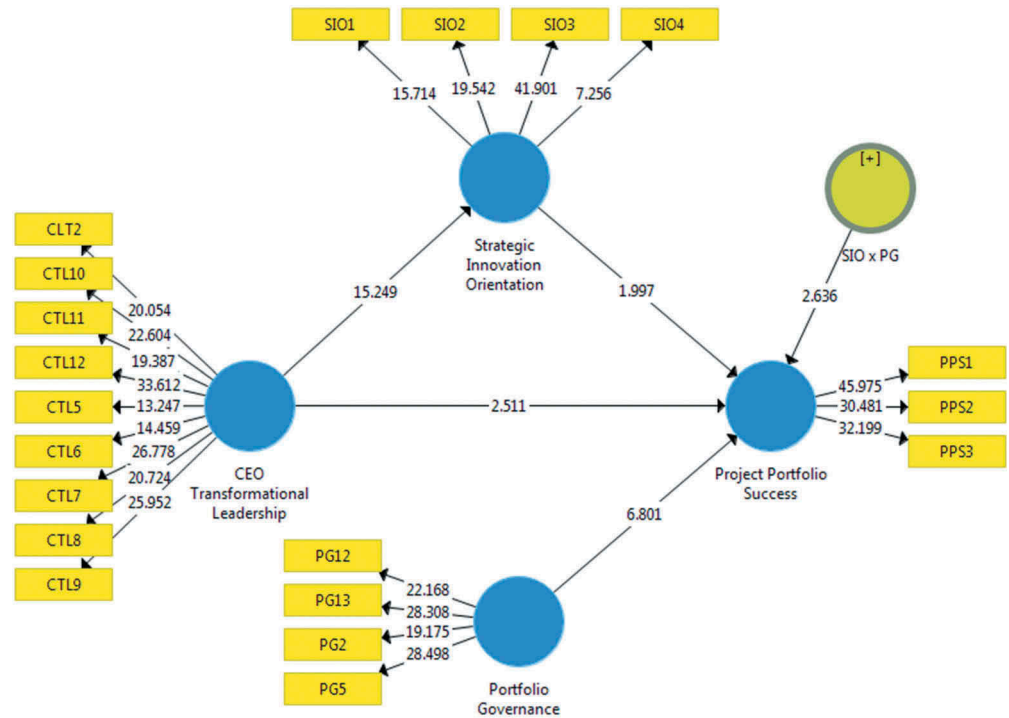 SIO1
SIO2
SIO3
SIO4
15.714
19.542
41.901
7.256
[+]
SIO x PG
Strategic
Innovation
Orientation
CLT2
CTL10
CTL11
CTL12
CTL5
CTL6
CTL7
CTL8
CTL9
20.054
22.604
19.387
33.612
13.247
14.459
26.778
20.724
25.952
15.249
1.997
2.636
2.511
6.801
CEO
Transformational
Leadership
Project Portfolio
Success
45.975
30.481
32.199
PPS1
PPS2
PPS3
PG12
PG13
PG2
PG5
22.168
28.308
19.175
28.498
Portfolio
Governance